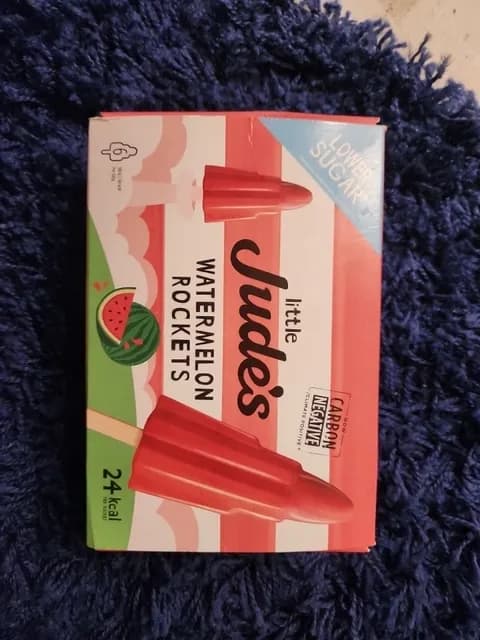 LOWER
SUGAR
little
Jude's
WATERMELON
ROCKETS
NOW
CARBON
NEGATIVE
CLIMATE POSITIVE
6
24 kcal